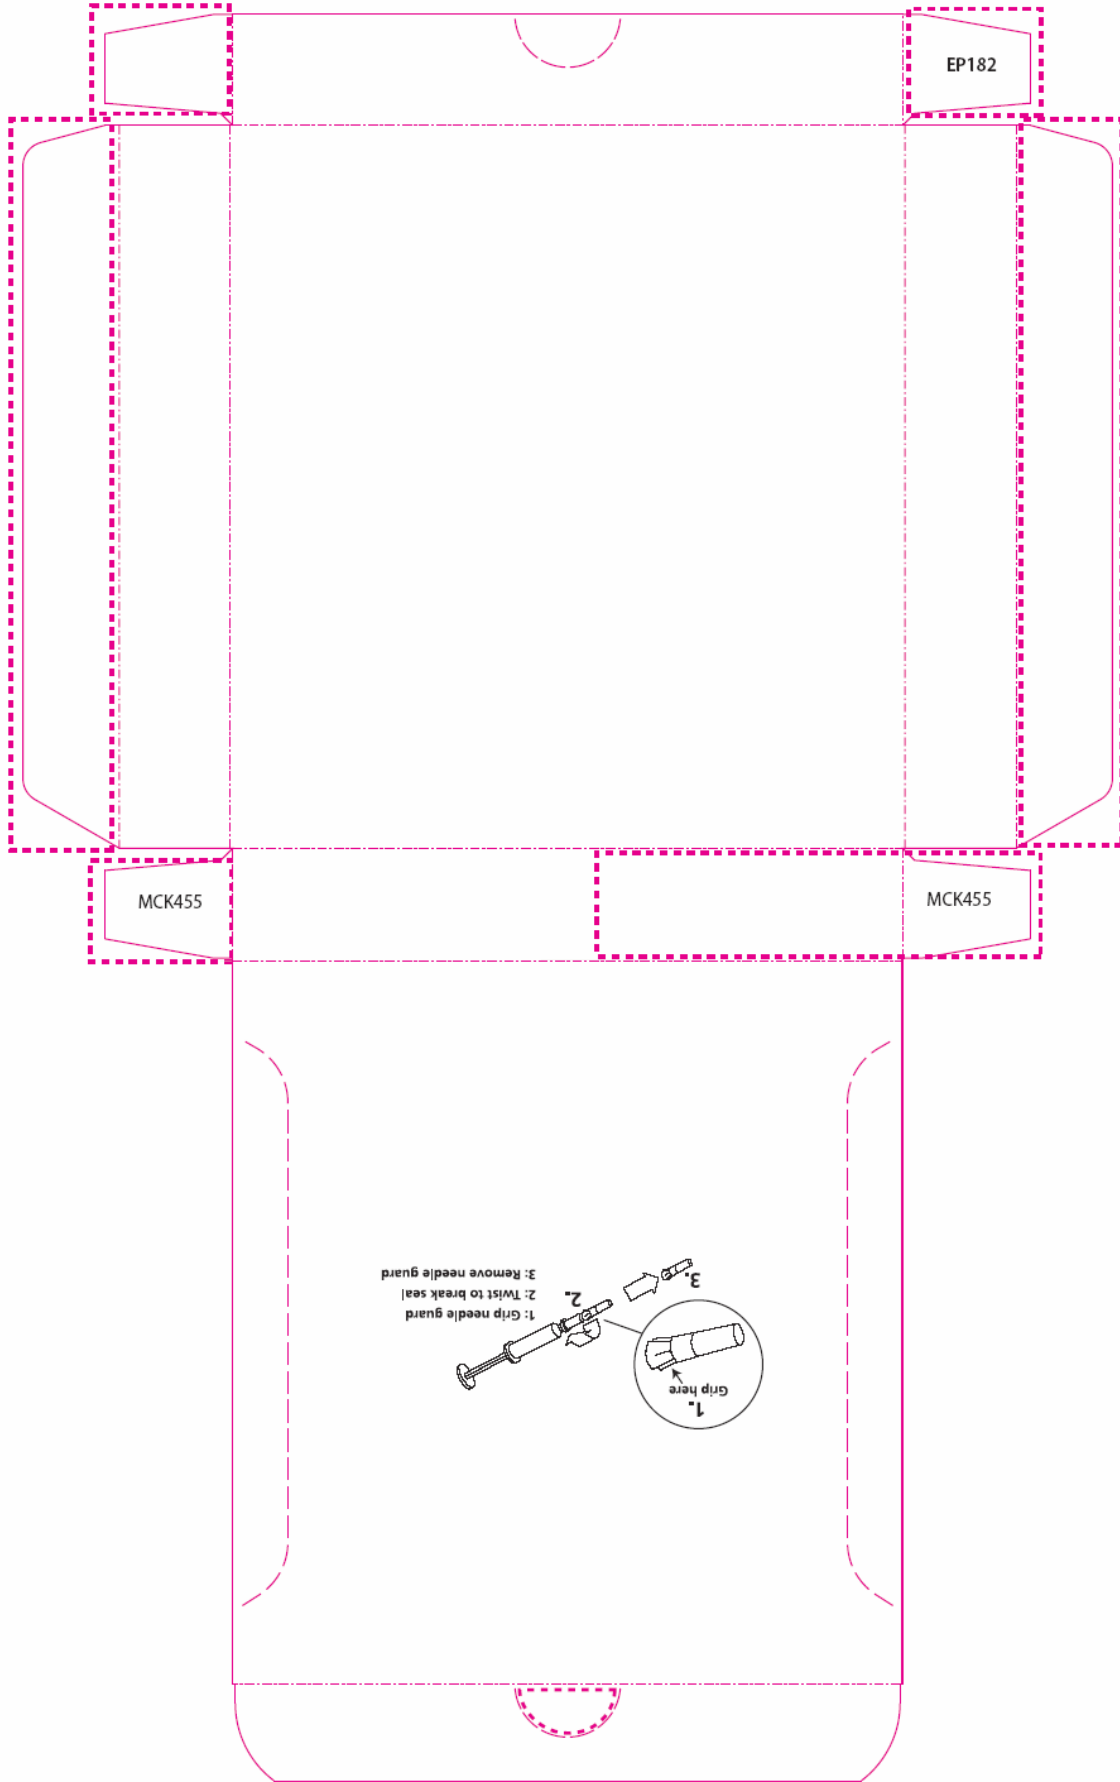 EP182
MCK455
MCK455
1: Grip needle guard
2: Twist to break seal
3: Remove needle guard
1.
Grip here
2.
3.